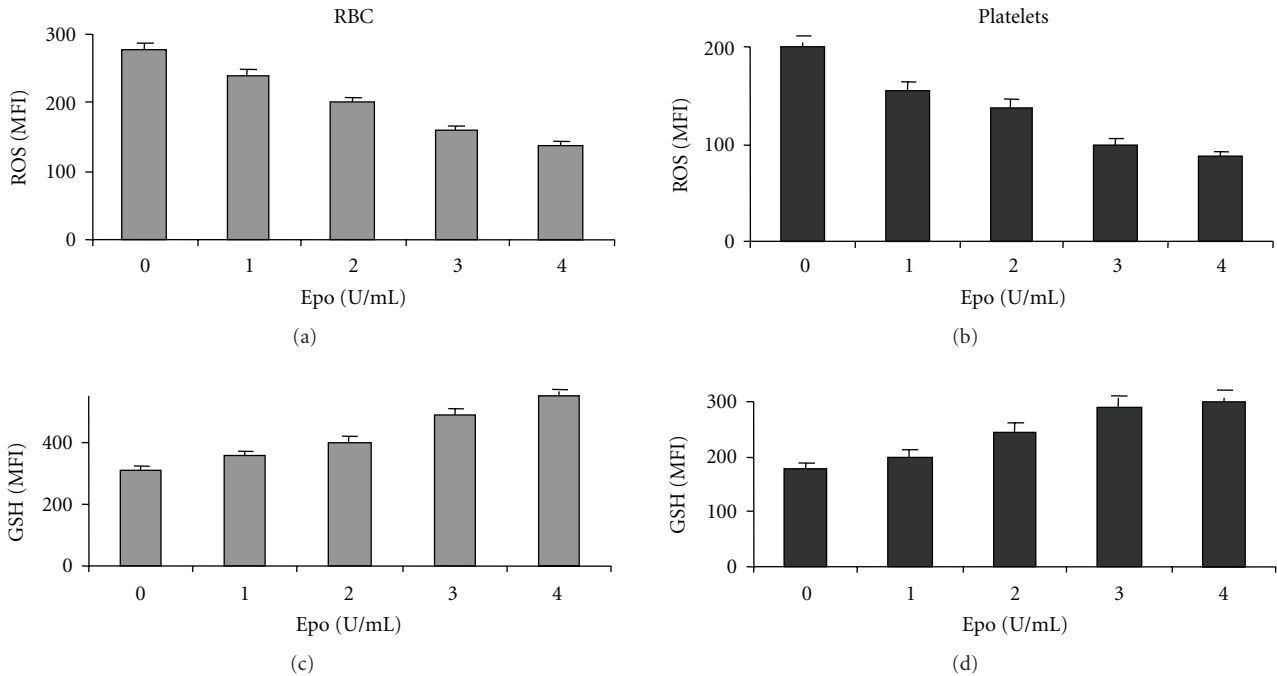 RBC
300
200
100
0
ROS (MFI)
0 1 2 3 4
Epo (U/mL)
(a)
Platelets
200
100
0
ROS (MFI)
0 1 2 3 4
Epo (U/mL)
(b)
400
200
0
GSH (MFI)
0 1 2 3 4
Epo (U/mL)
(c)
300
200
100
0
GSH (MFI)
0 1 2 3 4
Epo (U/mL)
(d)